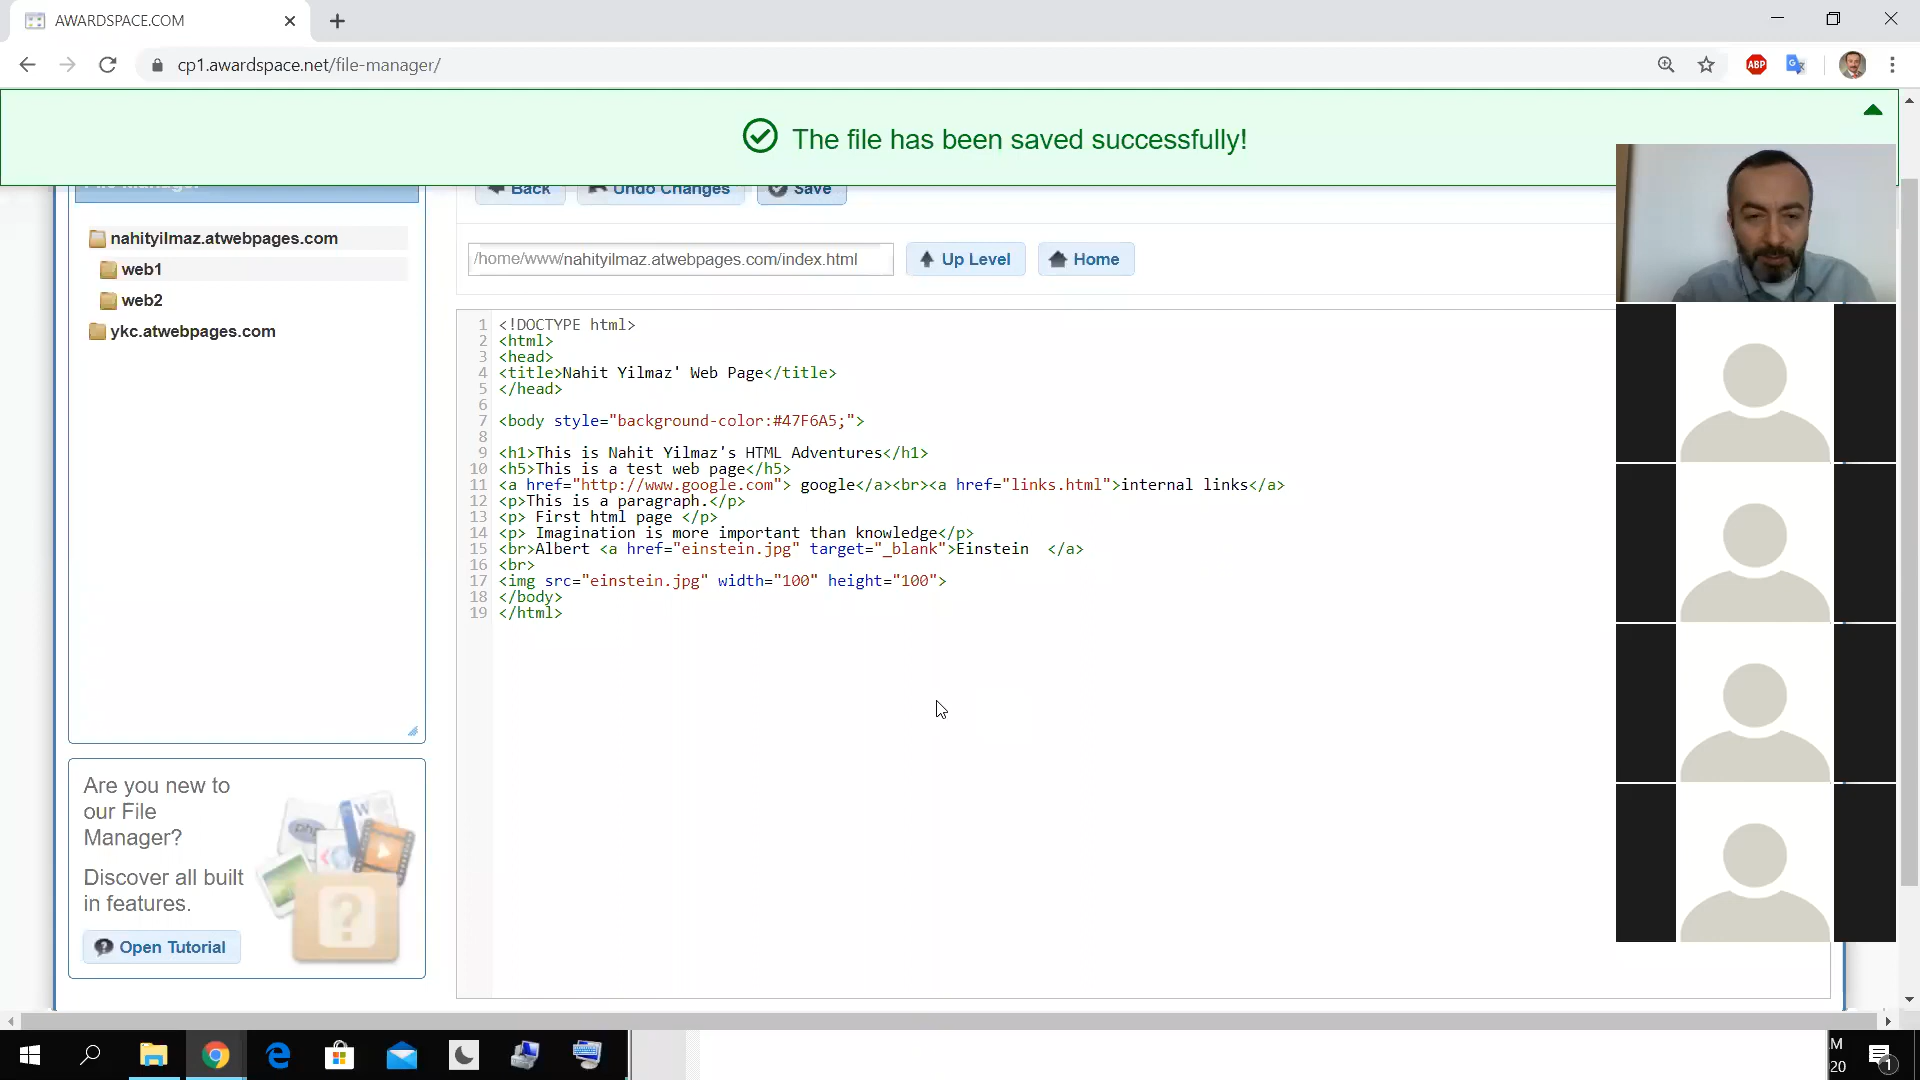 AWARDSPACE.COM
cp1.awardspace.net/file-manager/
ABP
The file has been saved successfully!
File Manager
Back
Undo Changes
Save
nahityilmaz.atwebpages.com
web1
web2
ykc.atwebpages.com
/home/www/nahityilmaz.atwebpages.com/index.html
Up Level
Home
1 <!DOCTYPE html>
2 <html>
3 <head>
4 <title>Nahit Yilmaz' Web Page</title>
5 </head>
6
7 <body style="background-color:#47F6A5;">
8
9 <h1>This is Nahit Yilmaz's HTML Adventures</h1>
10 <h5>This is a test web page</h5>
11 <a href="http://www.google.com"> google</a><br><a href="links.html">internal links</a>
12 <p>This is a paragraph.</p>
13 <p> First html page </p>
14 <p> Imagination is more important than knowledge</p>
15 <br>Albert <a href="einstein.jpg" target="_blank">Einstein  </a>
16 <br>
17 <img src="einstein.jpg" width="100" height="100">
18 </body>
19 </html>
Are you new to
our File
Manager?
Discover all built
in features.
Open Tutorial
M
20
1